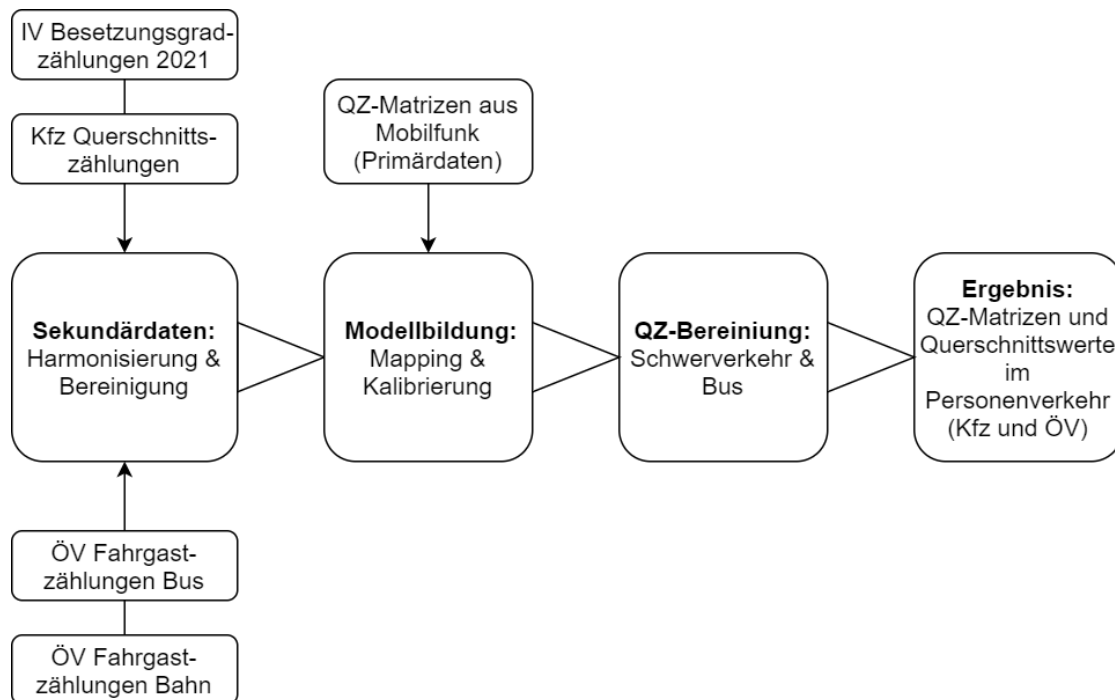 IV Besetzungsgrad-
zählungen 2021
Kfz Querschnitts-
zählungen
QZ-Matrizen aus
Mobilfunk
(Primärdaten)
Sekundärdaten:
Harmonisierung &
Bereinigung
Modellbildung:
Mapping &
Kalibrierung
QZ-Bereiniung:
Schwerverkehr &
Bus
Ergebnis:
QZ-Matrizen und
Querschnittswerte
im
Personenverkehr
(Kfz und ÖV)
ÖV Fahrgast-
zählungen Bus
ÖV Fahrgast-
zählungen Bahn